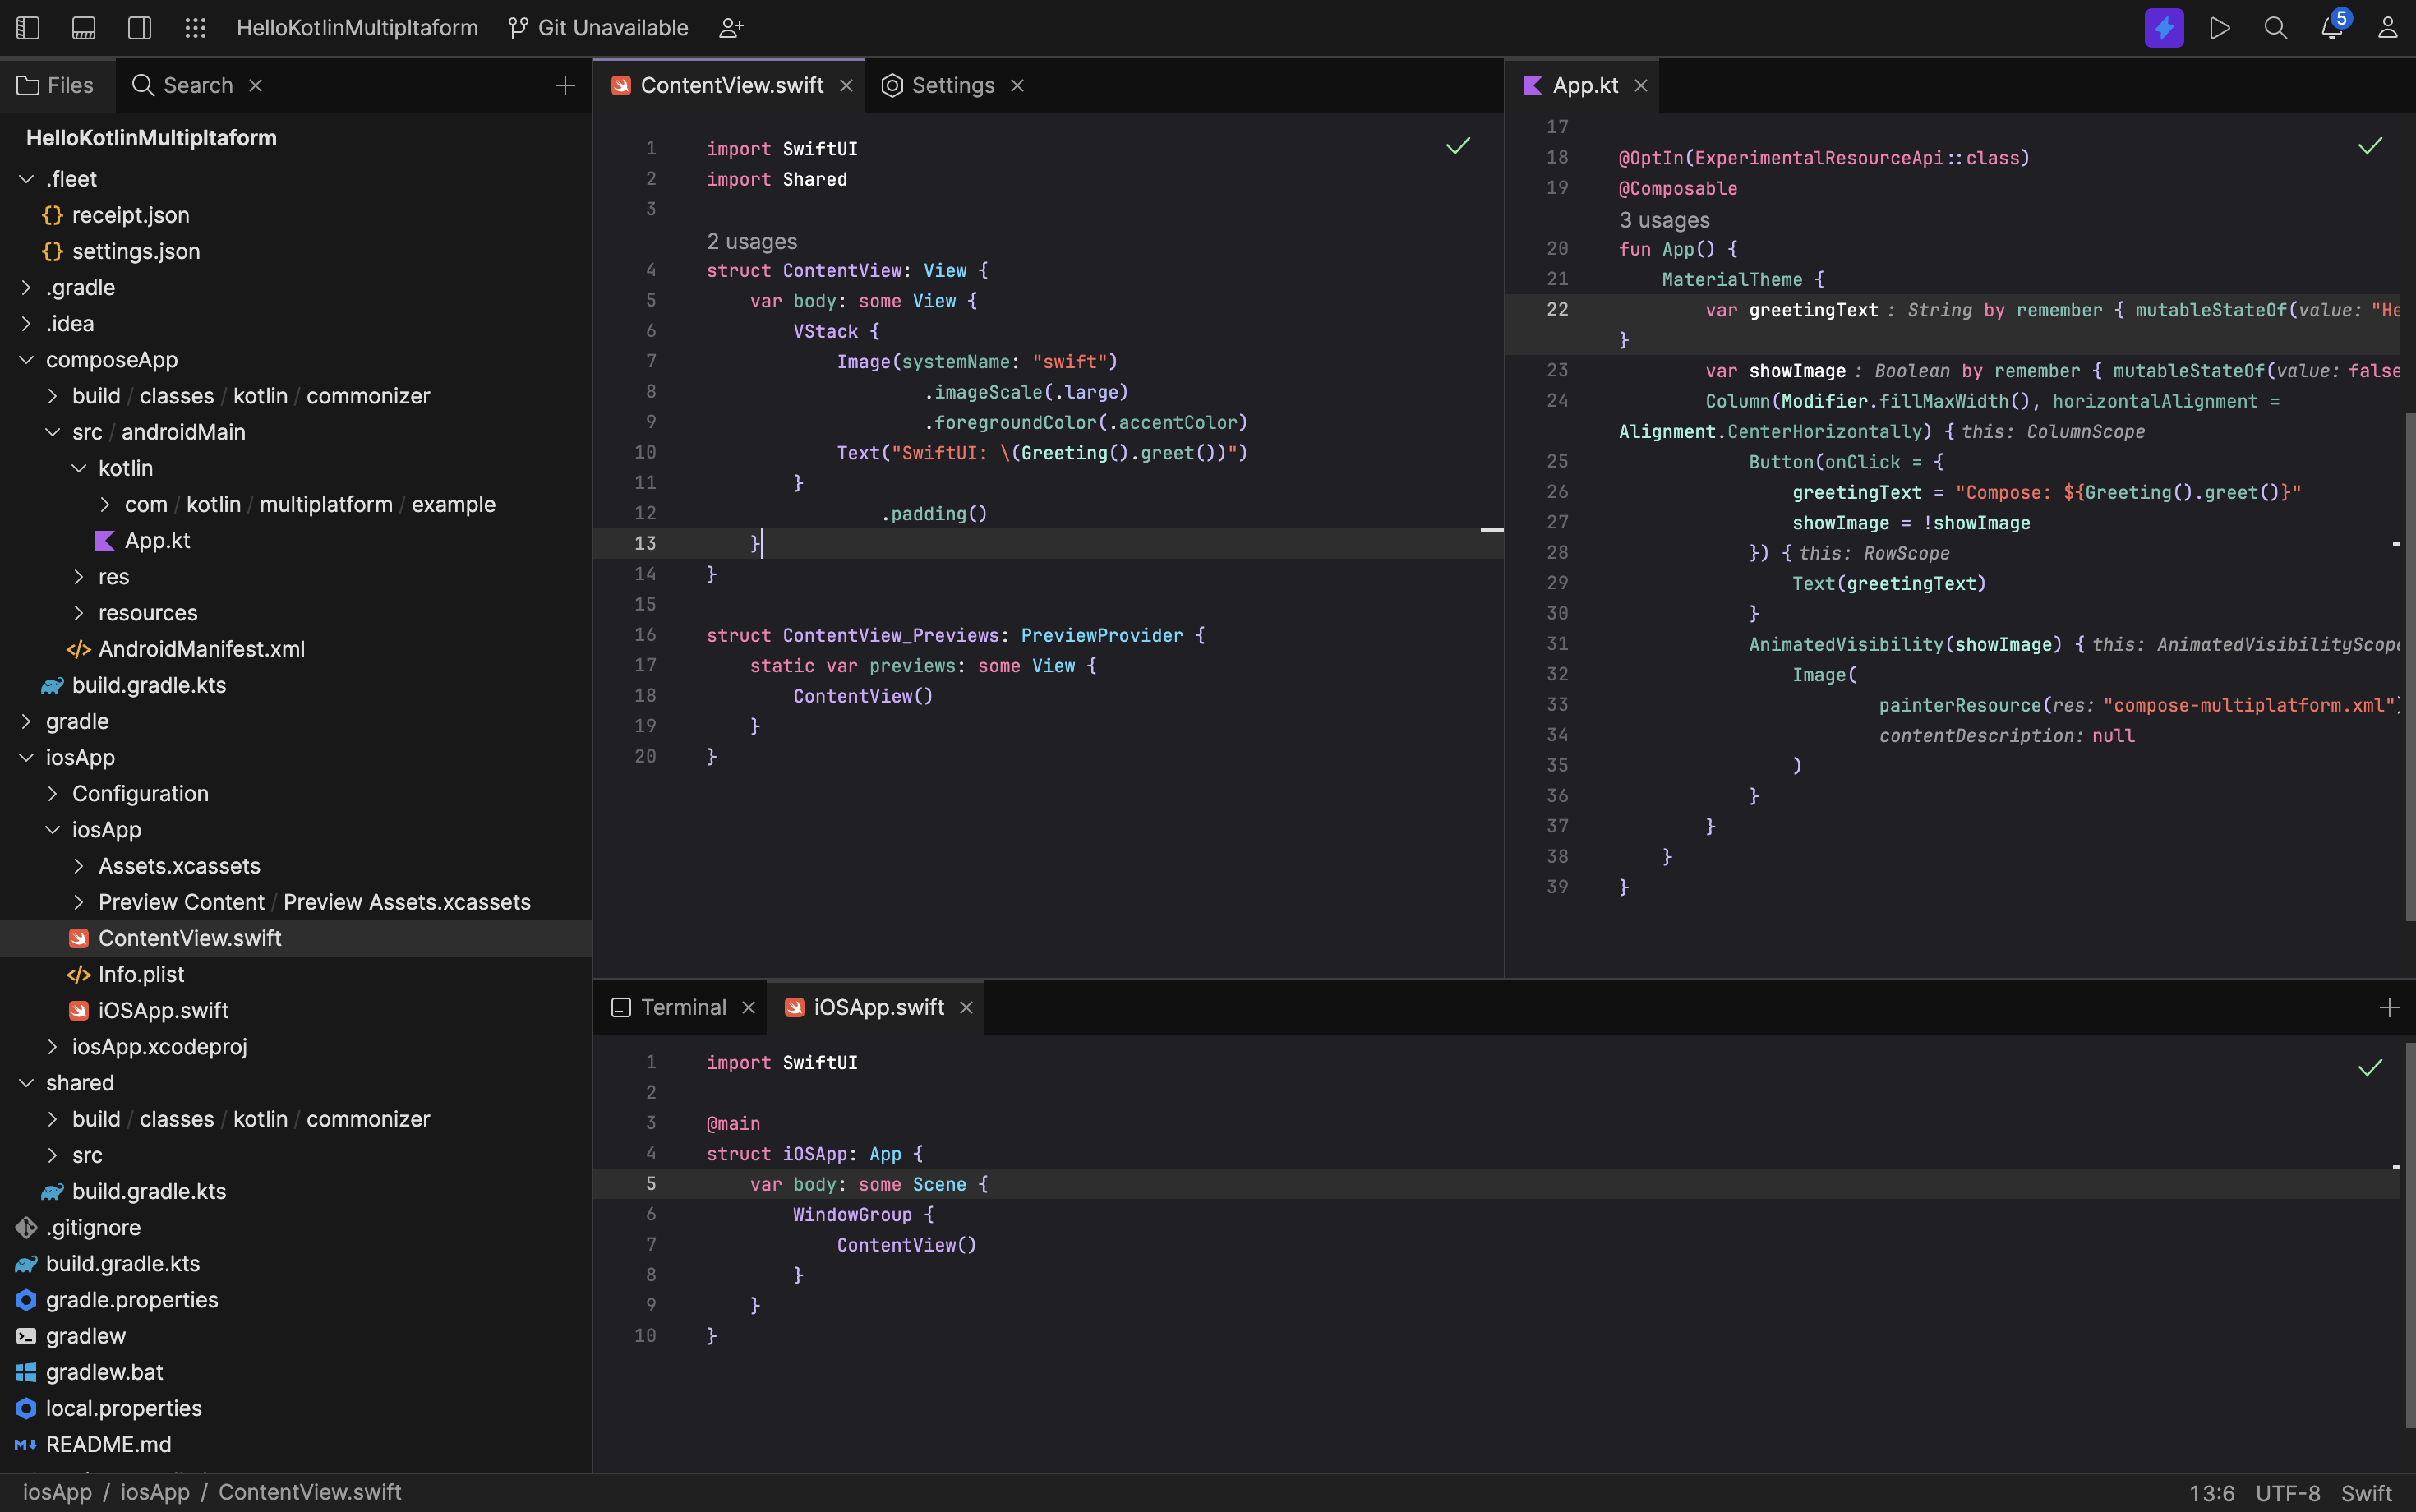 HelloKotlinMultipltaform Git Unavailable 5
Files Search
HelloKotlinMultipltaform
.fleet
receipt.json
settings.json
.gradle
.idea
composeApp
build / classes / kotlin / commonizer
src / androidMain
kotlin
com / kotlin / multiplatform / example
App.kt
res
resources
AndroidManifest.xml
build.gradle.kts
gradle
iosApp
Configuration
iosApp
Assets.xcassets
Preview Content / Preview Assets.xcassets
ContentView.swift
Info.plist
iOSApp.swift
iosApp.xcodeproj
shared
build / classes / kotlin / commonizer
src
build.gradle.kts
.gitignore
build.gradle.kts
gradle.properties
gradlew
gradlew.bat
local.properties
README.md
ContentView.swift Settings
1 import SwiftUI
2 import Shared
3
2 usages
4 struct ContentView: View {
5 var body: some View {
6 VStack {
7 Image(systemName: "swift")
8 .imageScale(.large)
9 .foregroundColor(.accentColor)
10 Text("SwiftUI: \(Greeting().greet())")
11 }
12 .padding()
13 }
14 }
15
16 struct ContentView_Previews: PreviewProvider {
17 static var previews: some View {
18 ContentView()
19 }
20 }
App.kt
17
18 @OptIn(ExperimentalResourceApi::class)
19 @Composable
3 usages
20 fun App() {
21 MaterialTheme {
22 var greetingText : String by remember { mutableStateOf(value: "He
}
23 var showImage : Boolean by remember { mutableStateOf(value: false
24 Column(Modifier.fillMaxWidth(), horizontalAlignment =
Alignment.CenterHorizontally) { this: ColumnScope
25 Button(onClick = {
26 greetingText = "Compose: ${Greeting().greet()}"
27 showImage = !showImage
28 }) { this: RowScope
29 Text(greetingText)
30 }
31 AnimatedVisibility(showImage) { this: AnimatedVisibilityScope
32 Image(
33 painterResource(res: "compose-multiplatform.xml")
34 contentDescription: null
35 )
36 }
37 }
38 }
39 }
Terminal iOSApp.swift
1 import SwiftUI
2
3 @main
4 struct iOSApp: App {
5 var body: some Scene {
6 WindowGroup {
7 ContentView()
8 }
9 }
10 }
iosApp / iosApp / ContentView.swift 13:6 UTF-8 Swift